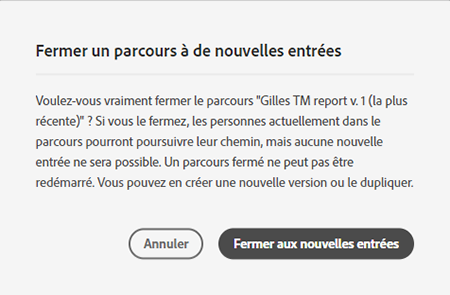 Fermer un parcours à de nouvelles entrées
Voulez-vous vraiment fermer le parcours "Gilles TM report v. 1 (la plus
récente)" ? Si vous le fermez, les personnes actuellement dans le
parcours pourront poursuivre leur chemin, mais aucune nouvelle
entrée ne sera possible. Un parcours fermé ne peut pas être
redémarré. Vous pouvez en créer une nouvelle version ou le dupliquer.
Annuler
Fermer aux nouvelles entrées